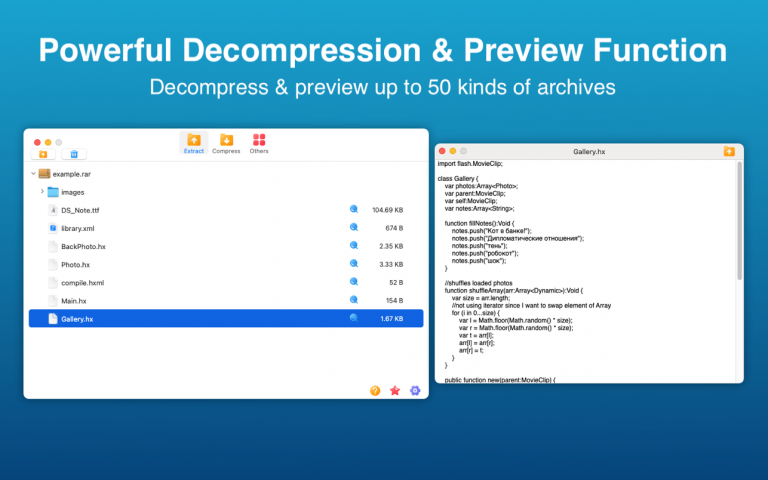 Powerful Decompression & Preview Function
Decompress & preview up to 50 kinds of archives
Extract
Compress
Others
example.rar
images
DS_Note.ttf 104.69 KB
library.xml 674 B
BackPhoto.hx 2.35 KB
Photo.hx 3.33 KB
compile.hxml 52 B
Main.hx 154 B
Gallery.hx 1.67 KB
Gallery.hx
import flash.MovieClip;
class Gallery {
var photos:Array<Photo>;
var parent:MovieClip;
var self:MovieClip;
var notes:Array<String>;
function fillNotes():Void {
notes.push("Кот в банке!");
notes.push("Дипломатические отношения");
notes.push("тень");
notes.push("робокот");
notes.push("шок");
}
//shuffles loaded photos
function shuffleArray(arr:Array<Dynamic>):Void {
var size = arr.length;
//not using iterator since I want to swap element of Array
for (i in 0...size) {
var l = Math.floor(Math.random() * size);
var r = Math.floor(Math.random() * size);
var t = arr[l];
arr[l] = arr[r];
arr[r] = t;
}
}
public function new(parent:MovieClip) {